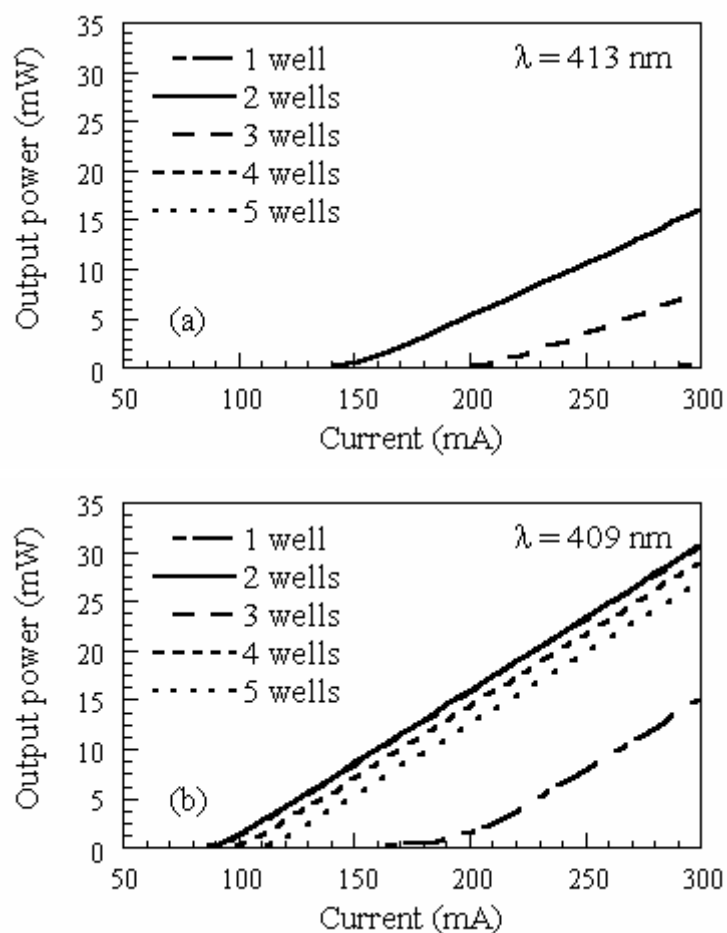 35
30
25
20
15
10
5
0
Output power (mW)
1 well
2 wells
3 wells
4 wells
5 wells
λ = 413 nm
(a)
50 100 150 200 250 300
Current (mA)
35
30
25
20
15
10
5
0
Output power (mW)
1 well
2 wells
3 wells
4 wells
5 wells
λ = 409 nm
(b)
50 100 150 200 250 300
Current (mA)